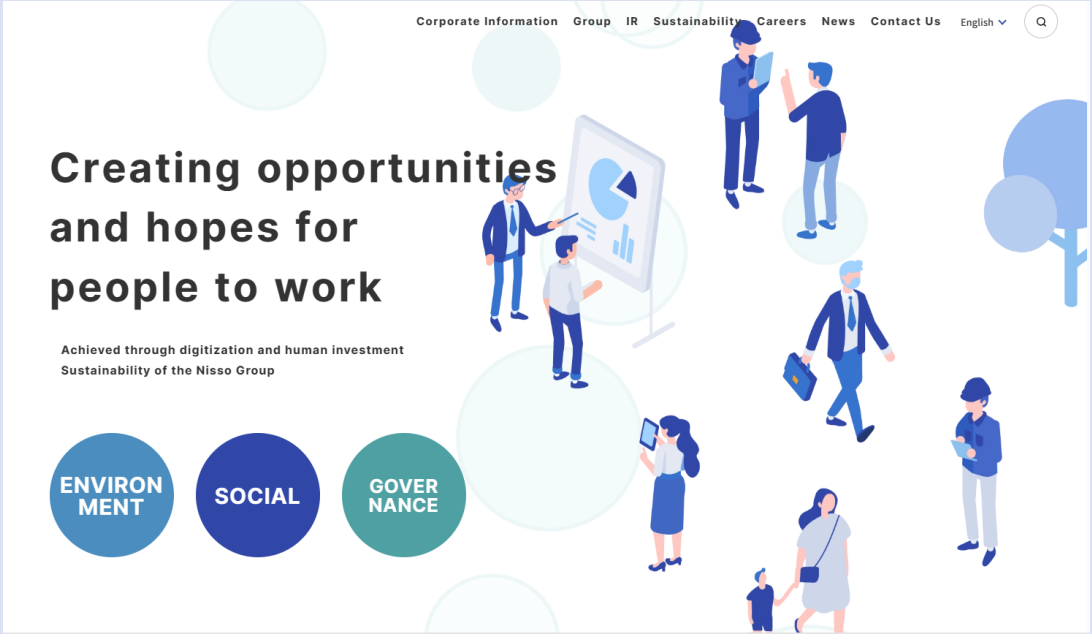 Corporate Information Group IR Sustainability Careers News Contact Us English
Creating opportunities
and hopes for
people to work
Achieved through digitization and human investment
Sustainability of the Nisso Group
ENVIRON
MENT
SOCIAL
GOVER
NANCE